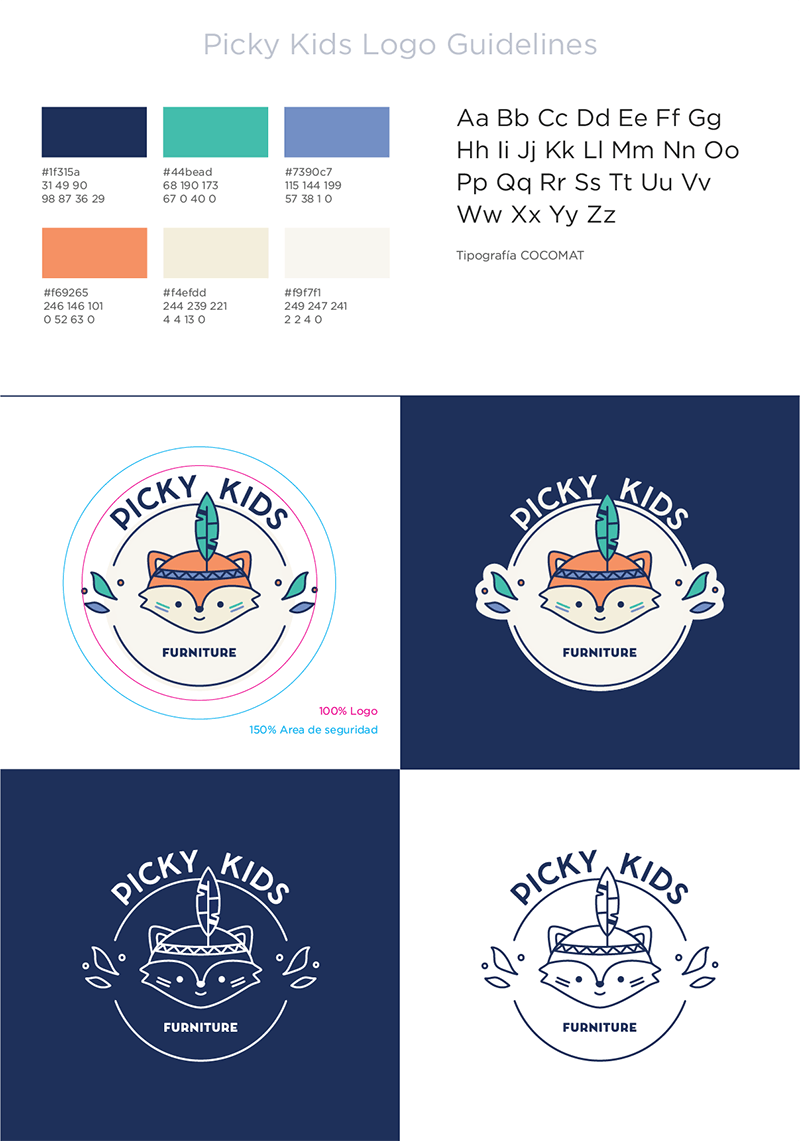 Picky Kids Logo Guidelines
#1f315a
31 49 90
98 87 36 29
#44bead
68 190 173
67 0 40 0
#7390c7
115 144 199
57 38 1 0
#f69265
246 146 101
0 52 63 0
#f4efdd
244 239 221
4 4 13 0
#f9f7f1
249 247 241
2 2 4 0
Aa Bb Cc Dd Ee Ff Gg
Hh Ii Jj Kk Ll Mm Nn Oo
Pp Qq Rr Ss Tt Uu Vv
Ww Xx Yy Zz
Tipografía COCOMAT
PICKY KIDS
FURNITURE
100% Logo
150% Area de seguridad
PICKY KIDS
FURNITURE
PICKY KIDS
FURNITURE
PICKY KIDS
FURNITURE